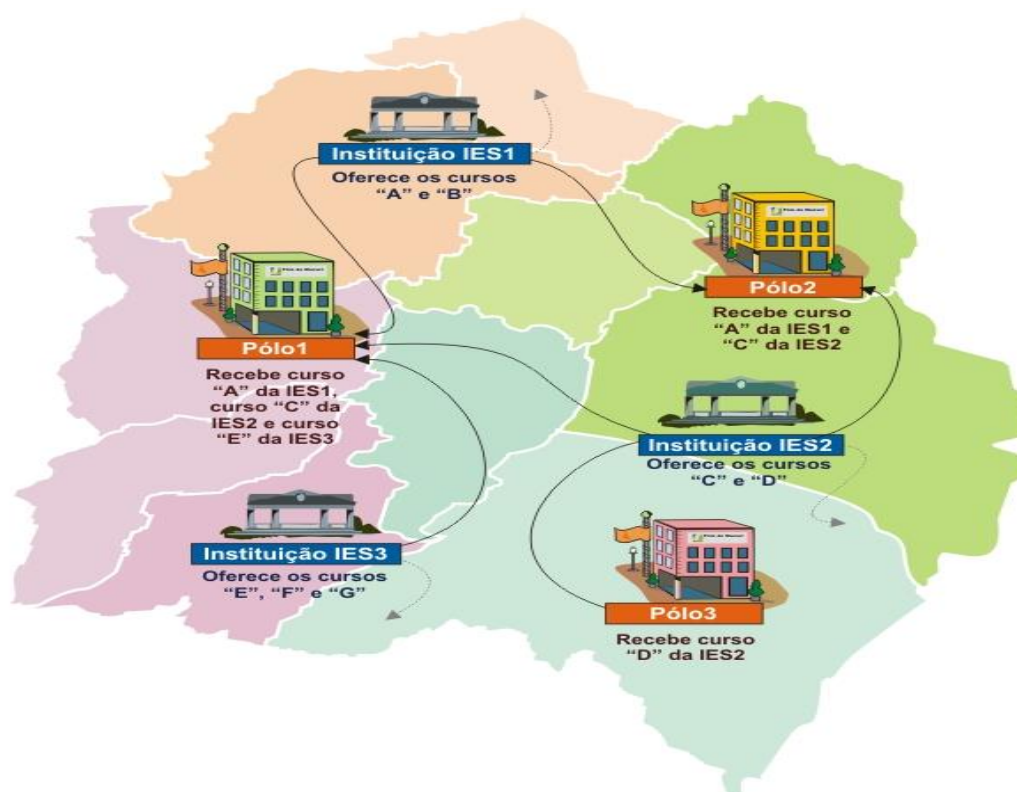 Instituição IES1
Oferece os cursos
“A” e “B”
Pólo2
Recebe curso
“A” da IES1 e
“C” da IES2
Pólo1
Recebe curso
“A” da IES1,
curso “C” da
IES2 e curso
“E” da IES3
Instituição IES2
Oferece os cursos
“C” e “D”
Instituição IES3
Oferece os cursos
“E”, “F” e “G”
Pólo3
Recebe curso
“D” da IES2